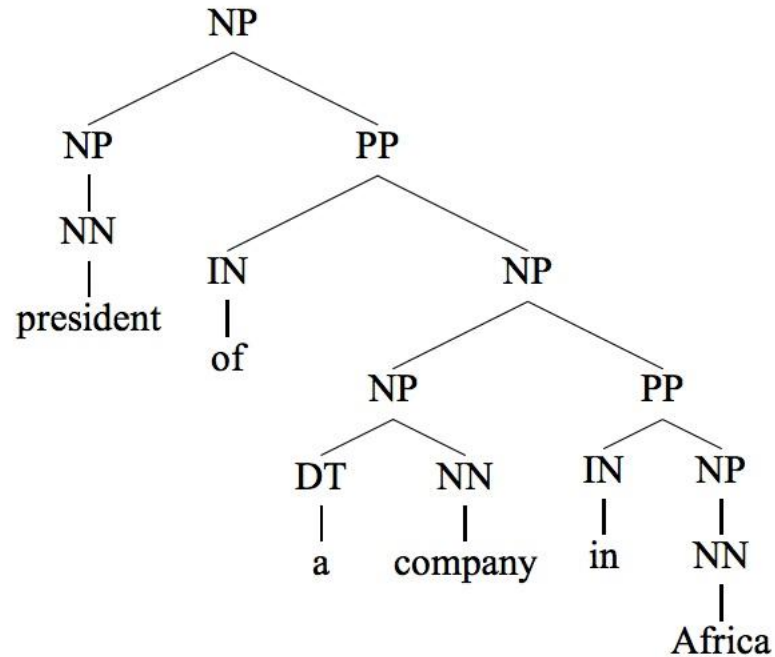 NP
NP PP
NN
IN NP
president
of
NP PP
DT NN IN NP
a company in NN
Africa